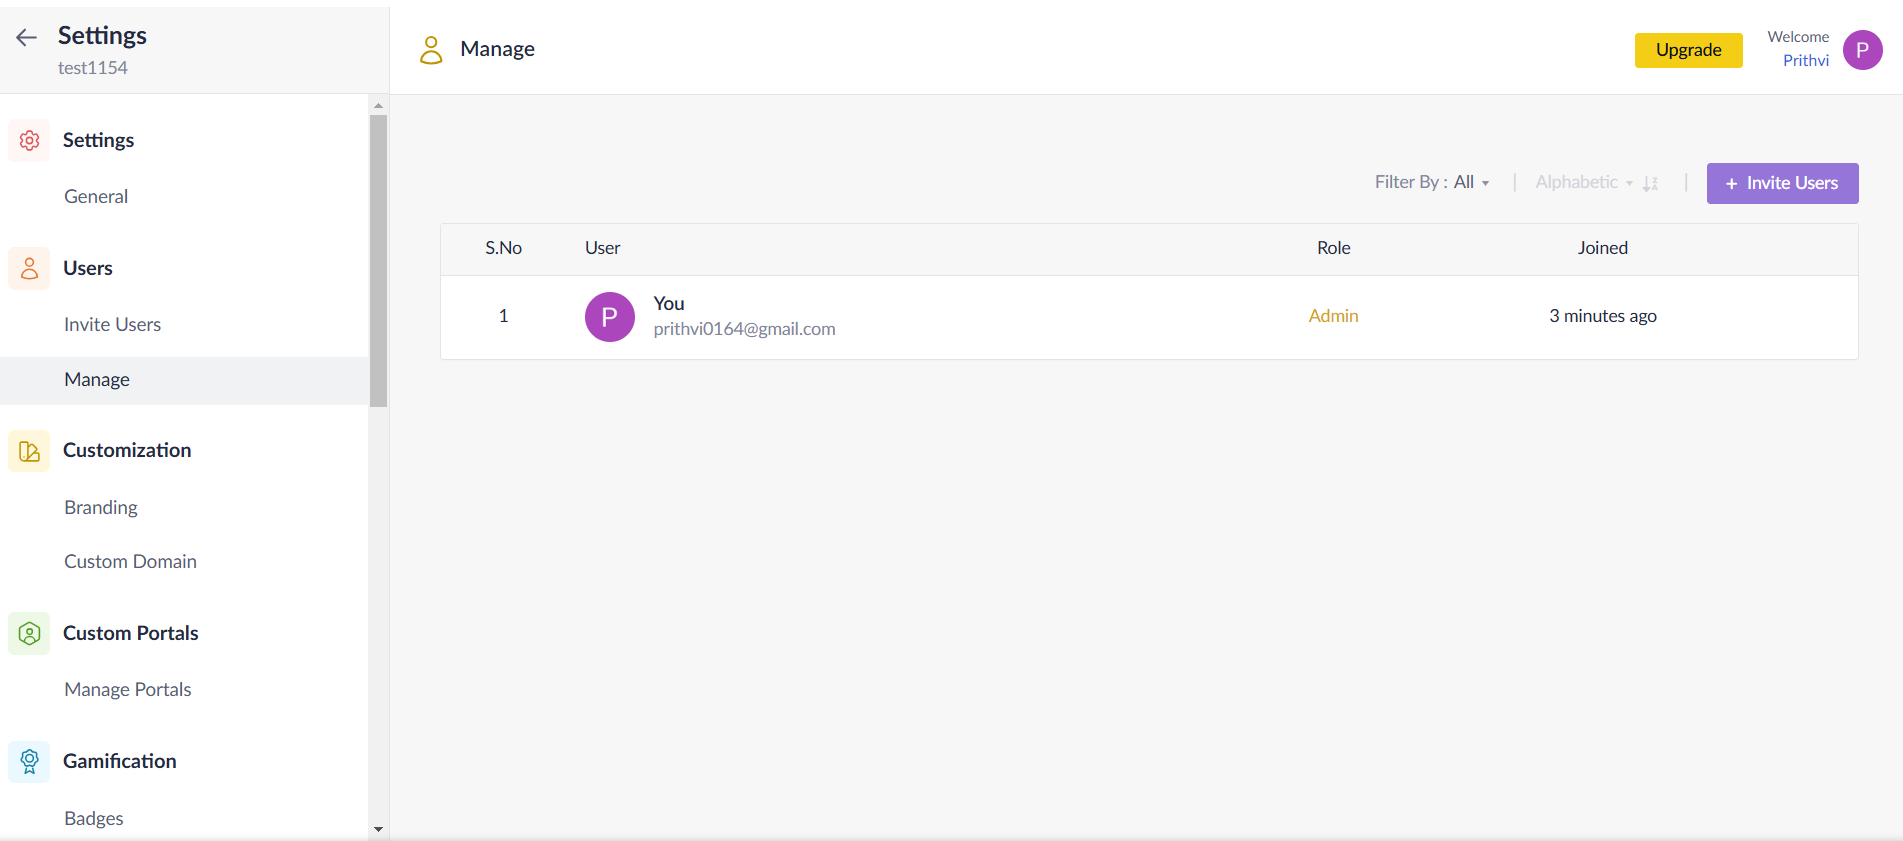 Settings
test1154
Settings
General
Users
Invite Users
Manage
Customization
Branding
Custom Domain
Custom Portals
Manage Portals
Gamification
Badges
Manage
Upgrade
Welcome
Prithvi
P
Filter By : All
Alphabetic
+ Invite Users
S.No User Role Joined
1 P You Admin 3 minutes ago
prithvi0164@gmail.com